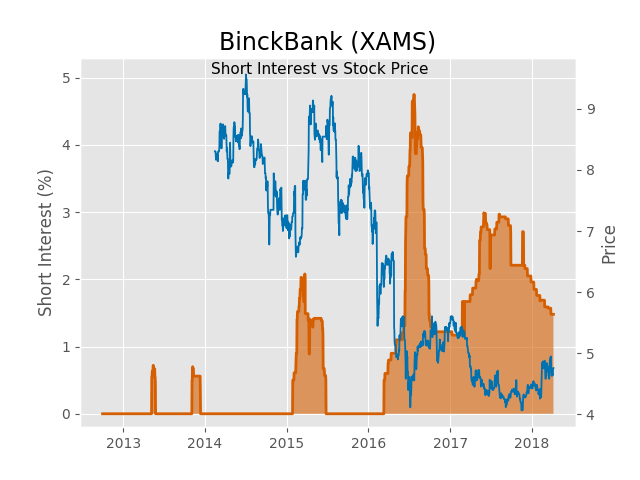 BinckBank (XAMS)
Short Interest vs Stock Price
Short Interest (%)
5
4
3
2
1
0
9
8
7
6
5
4
Price
2013 2014 2015 2016 2017 2018